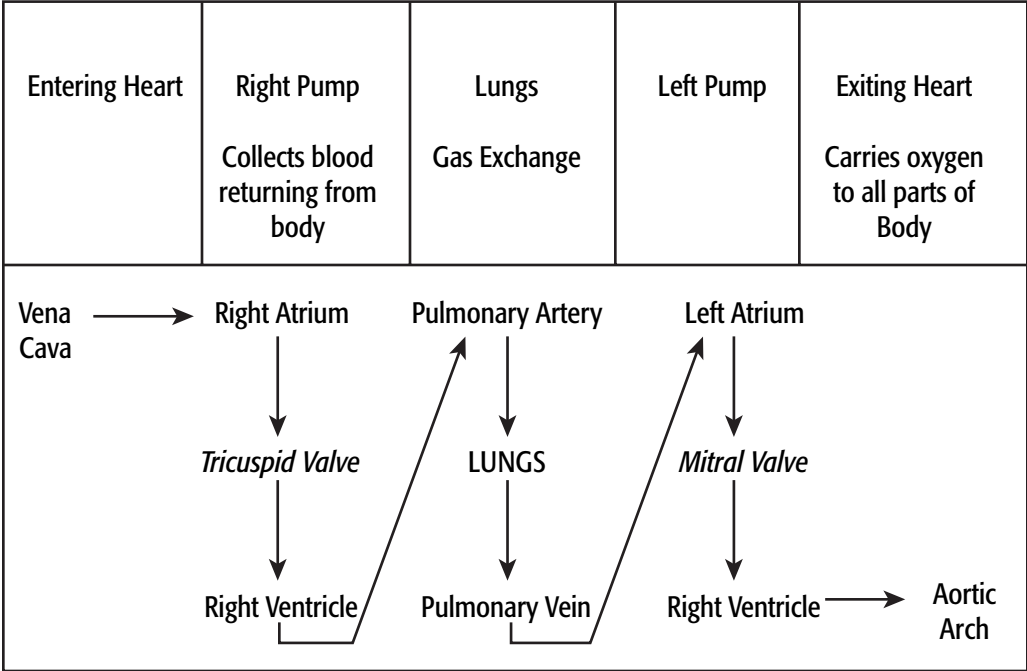 Entering Heart
Right Pump
Collects blood
returning from
body
Lungs
Gas Exchange
Left Pump
Exiting Heart
Carries oxygen
to all parts of
Body
Vena
Cava
Right Atrium
Tricuspid Valve
Right Ventricle
Pulmonary Artery
LUNGS
Pulmonary Vein
Left Atrium
Mitral Valve
Right Ventricle
Aortic
Arch